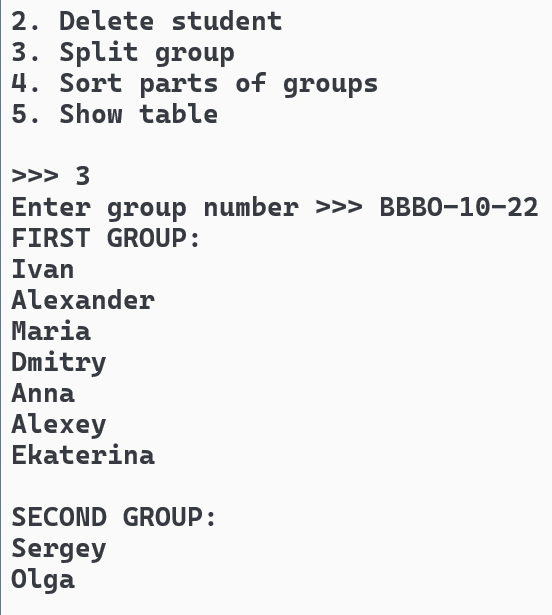 2. Delete student
3. Split group
4. Sort parts of groups
5. Show table
>>> 3
Enter group number >>> BBBO-10-22
FIRST GROUP:
Ivan
Alexander
Maria
Dmitry
Anna
Alexey
Ekaterina
SECOND GROUP:
Sergey
Olga